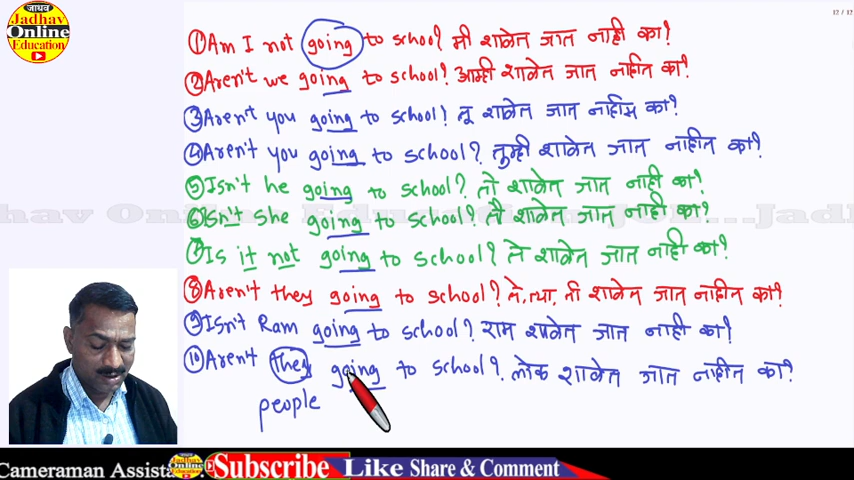 जाधव
Jadhav
Online
Education
12 / 12
① Am I not going to school? मी शाळेत जात नाही का?
② Aren't we going to school? आम्ही शाळेत जात नाहीत का?
③ Aren't you going to school? तू शाळेत जात नाहीस का?
④ Aren't you going to school? तुम्ही शाळेत जात नाहीत का?
⑤ Isn't he going to school? तो शाळेत जात नाही का?
⑥ Isn't she going to school? ती शाळेत जात नाही का?
⑦ Is it not going to school? ते शाळेत जात नाही का?
⑧ Aren't they going to school? ते, त्या, ती शाळेत जात नाहीत का?
⑨ Isn't Ram going to school? राम शाळेत जात नाही का?
⑩ Aren't they going to school? लोक शाळेत जात नाहीत का?
people
Cameraman Assista
Subscribe Like Share & Comment